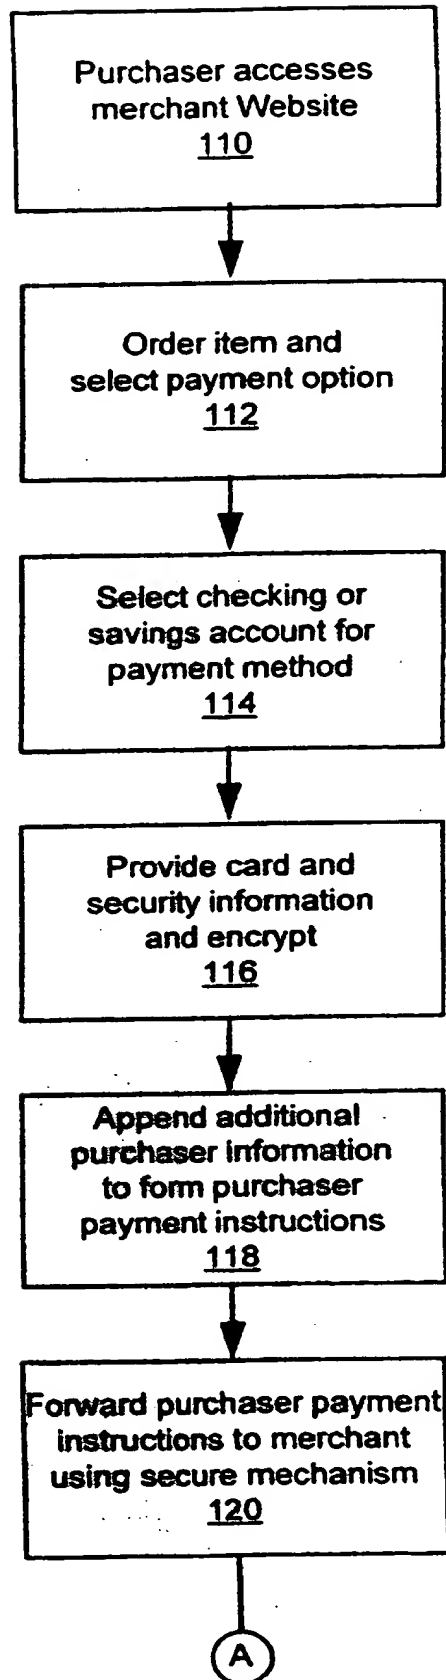 Purchaser accesses
merchant Website
110
Order item and
select payment option
112
Select checking or
savings account for
payment method
114
Provide card and
security information
and encrypt
116
Append additional
purchaser information
to form purchaser
payment instructions
118
Forward purchaser payment
instructions to merchant
using secure mechanism
120
A